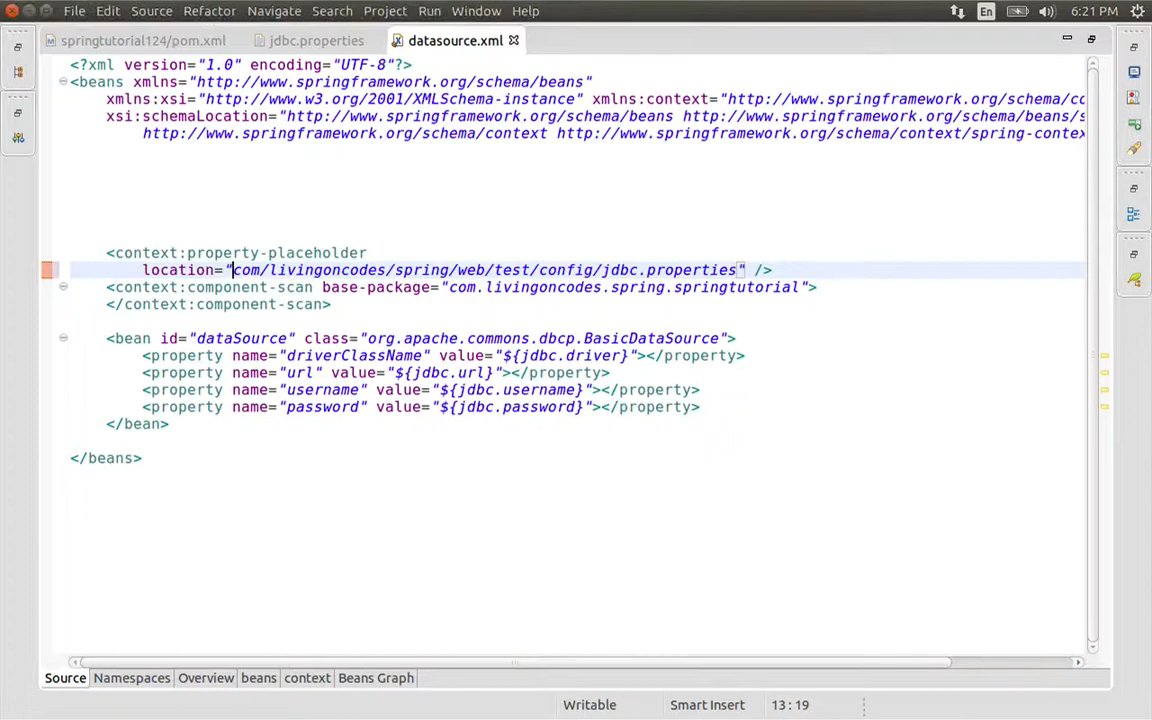 File Edit Source Refactor Navigate Search Project Run Window Help En 6:21 PM
springtutorial124/pom.xml jdbc.properties datasource.xml
<?xml version="1.0" encoding="UTF-8"?>
<beans xmlns="http://www.springframework.org/schema/beans"
xmlns:xsi="http://www.w3.org/2001/XMLSchema-instance" xmlns:context="http://www.springframework.org/schema/co
xsi:schemaLocation="http://www.springframework.org/schema/beans http://www.springframework.org/schema/beans/s
http://www.springframework.org/schema/context http://www.springframework.org/schema/context/spring-contex
<context:property-placeholder
location="com/livingoncodes/spring/web/test/config/jdbc.properties" />
<context:component-scan base-package="com.livingoncodes.spring.springtutorial">
</context:component-scan>
<bean id="dataSource" class="org.apache.commons.dbcp.BasicDataSource">
<property name="driverClassName" value="${jdbc.driver}"></property>
<property name="url" value="${jdbc.url}"></property>
<property name="username" value="${jdbc.username}"></property>
<property name="password" value="${jdbc.password}"></property>
</bean>
</beans>
Source Namespaces Overview beans context Beans Graph
Writable Smart Insert 13 : 19